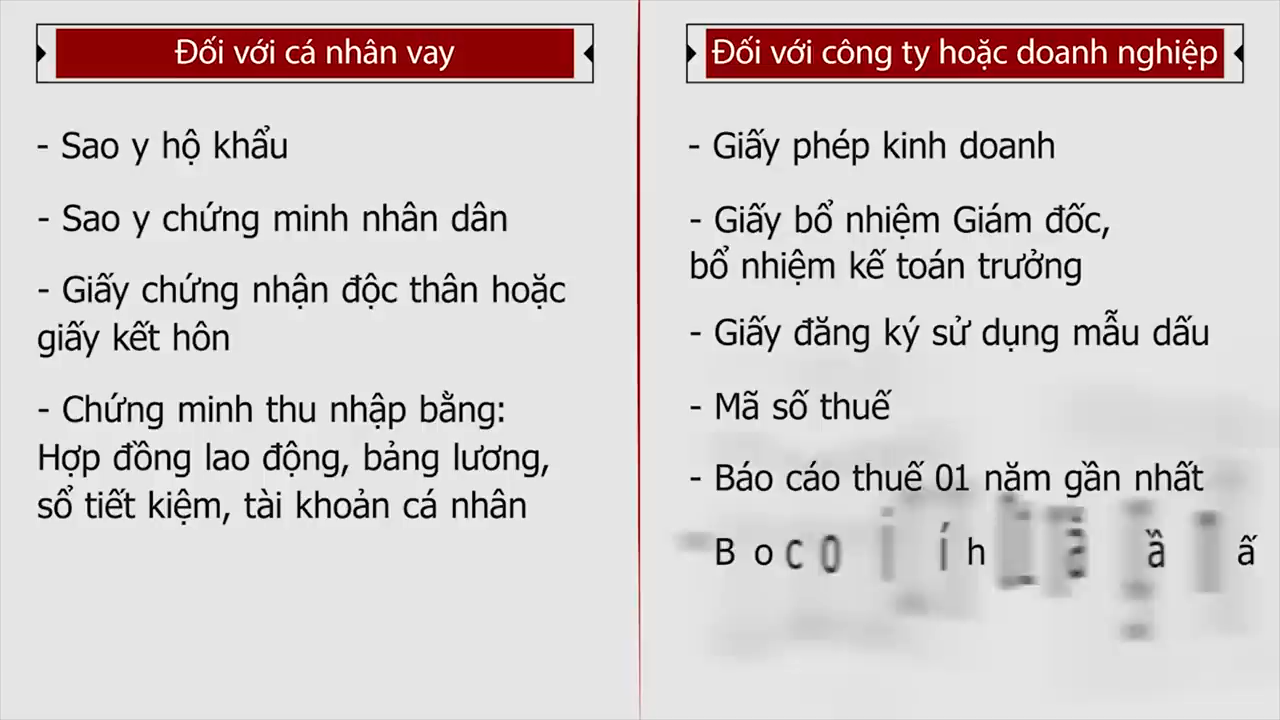 Đối với cá nhân vay
- Sao y hộ khẩu
- Sao y chứng minh nhân dân
- Giấy chứng nhận độc thân hoặc
giấy kết hôn
- Chứng minh thu nhập bằng:
Hợp đồng lao động, bảng lương,
sổ tiết kiệm, tài khoản cá nhân
Đối với công ty hoặc doanh nghiệp
- Giấy phép kinh doanh
- Giấy bổ nhiệm Giám đốc,
bổ nhiệm kế toán trưởng
- Giấy đăng ký sử dụng mẫu dấu
- Mã số thuế
- Báo cáo thuế 01 năm gần nhất